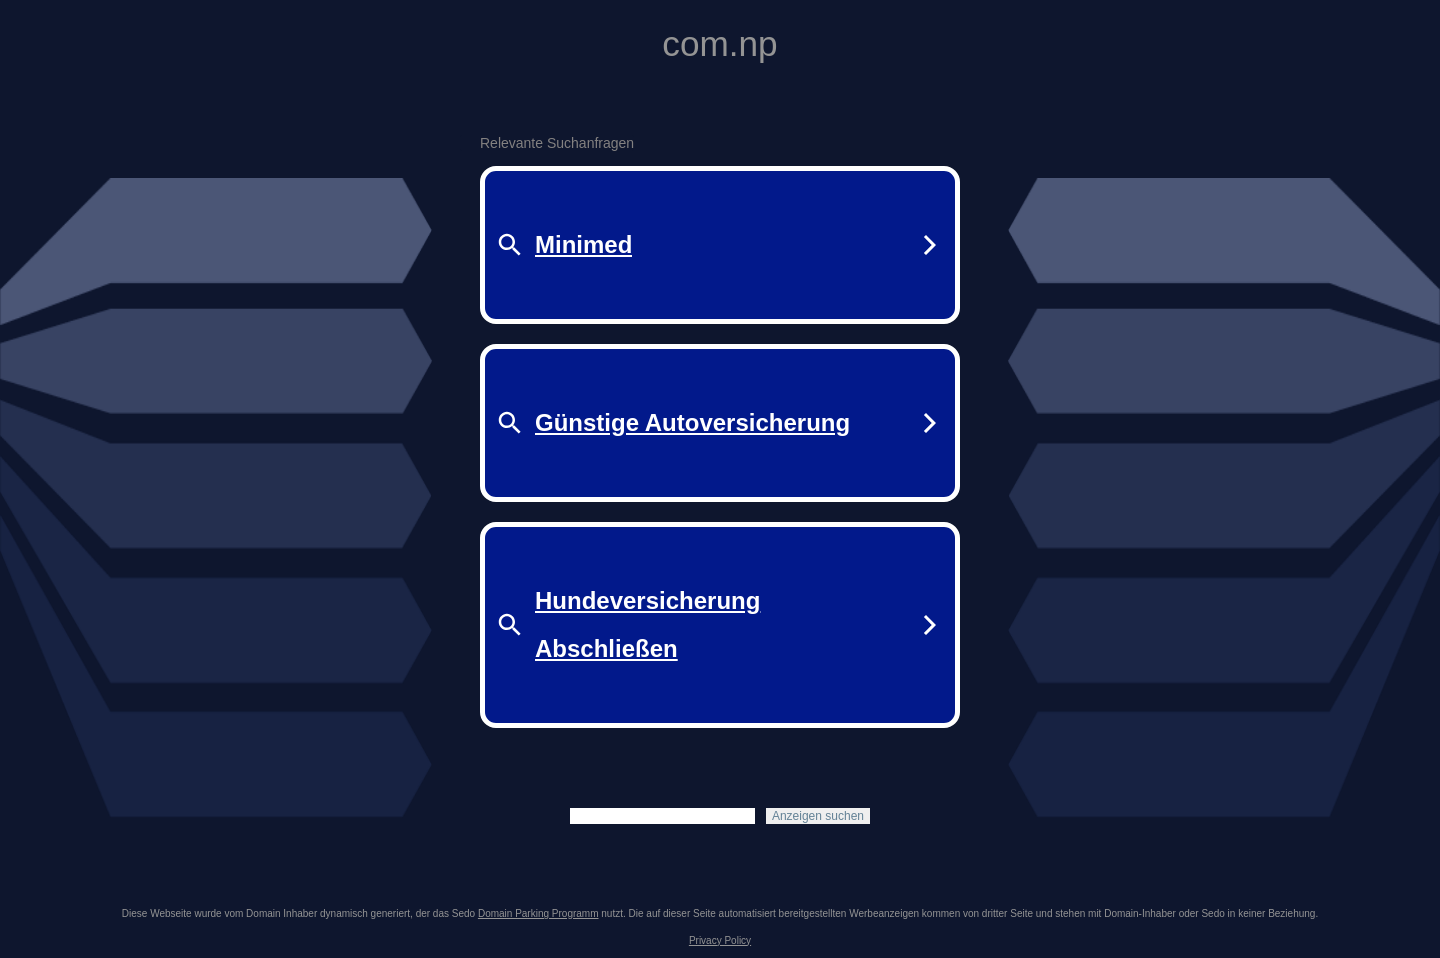 com.np
Relevante Suchanfragen
Minimed
Günstige Autoversicherung
Hundeversicherung
Abschließen
Anzeigen suchen
Diese Webseite wurde vom Domain Inhaber dynamisch generiert, der das Sedo Domain Parking Programm nutzt. Die auf dieser Seite automatisiert bereitgestellten Werbeanzeigen kommen von dritter Seite und stehen mit Domain-Inhaber oder Sedo in keiner Beziehung.
Privacy Policy